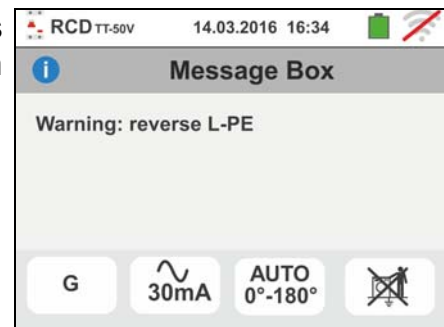 RCD TT-50V 14.03.2016 16:34
i Message Box
Warning: reverse L-PE
G 30mA AUTO 0°-180°